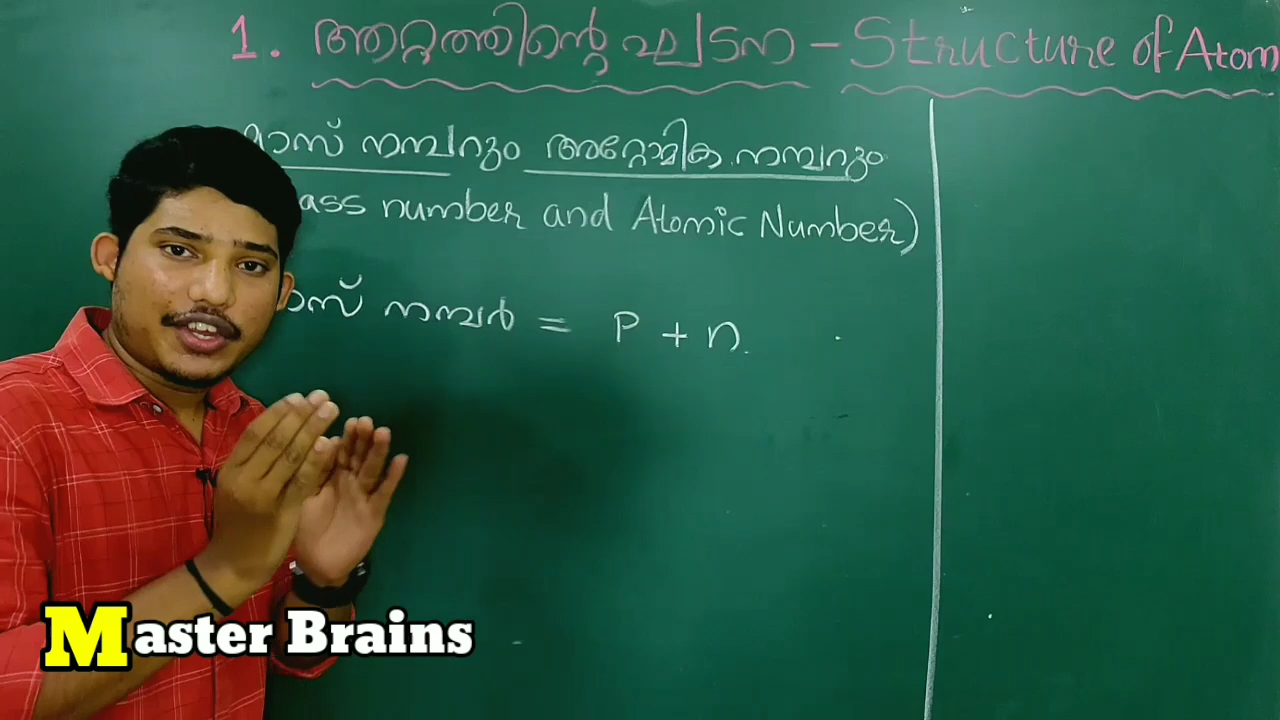 1. ആറ്റത്തിന്റെ ഘടന - Structure of Atom
മാസ് നമ്പറും അറ്റോമിക നമ്പറും
ass number and Atomic Number)
ാസ് നമ്പർ = P + n
Master Brains